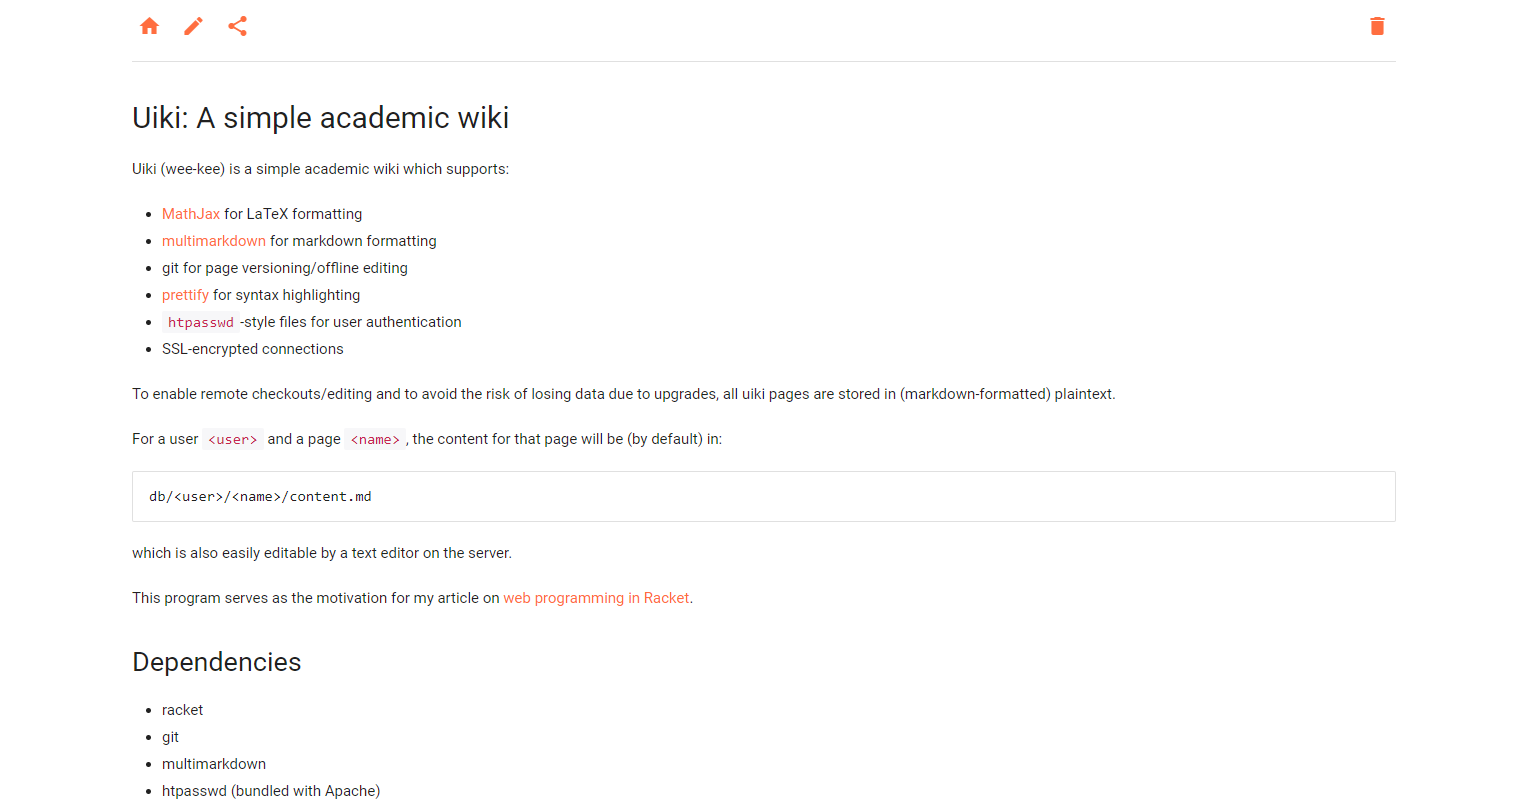 Uiki: A simple academic wiki
Uiki (wee-kee) is a simple academic wiki which supports:
MathJax for LaTeX formatting
multimarkdown for markdown formatting
git for page versioning/offline editing
prettify for syntax highlighting
htpasswd -style files for user authentication
SSL-encrypted connections
To enable remote checkouts/editing and to avoid the risk of losing data due to upgrades, all uiki pages are stored in (markdown-formatted) plaintext.
For a user <user> and a page <name> , the content for that page will be (by default) in:
db/<user>/<name>/content.md
which is also easily editable by a text editor on the server.
This program serves as the motivation for my article on web programming in Racket.
Dependencies
racket
git
multimarkdown
htpasswd (bundled with Apache)